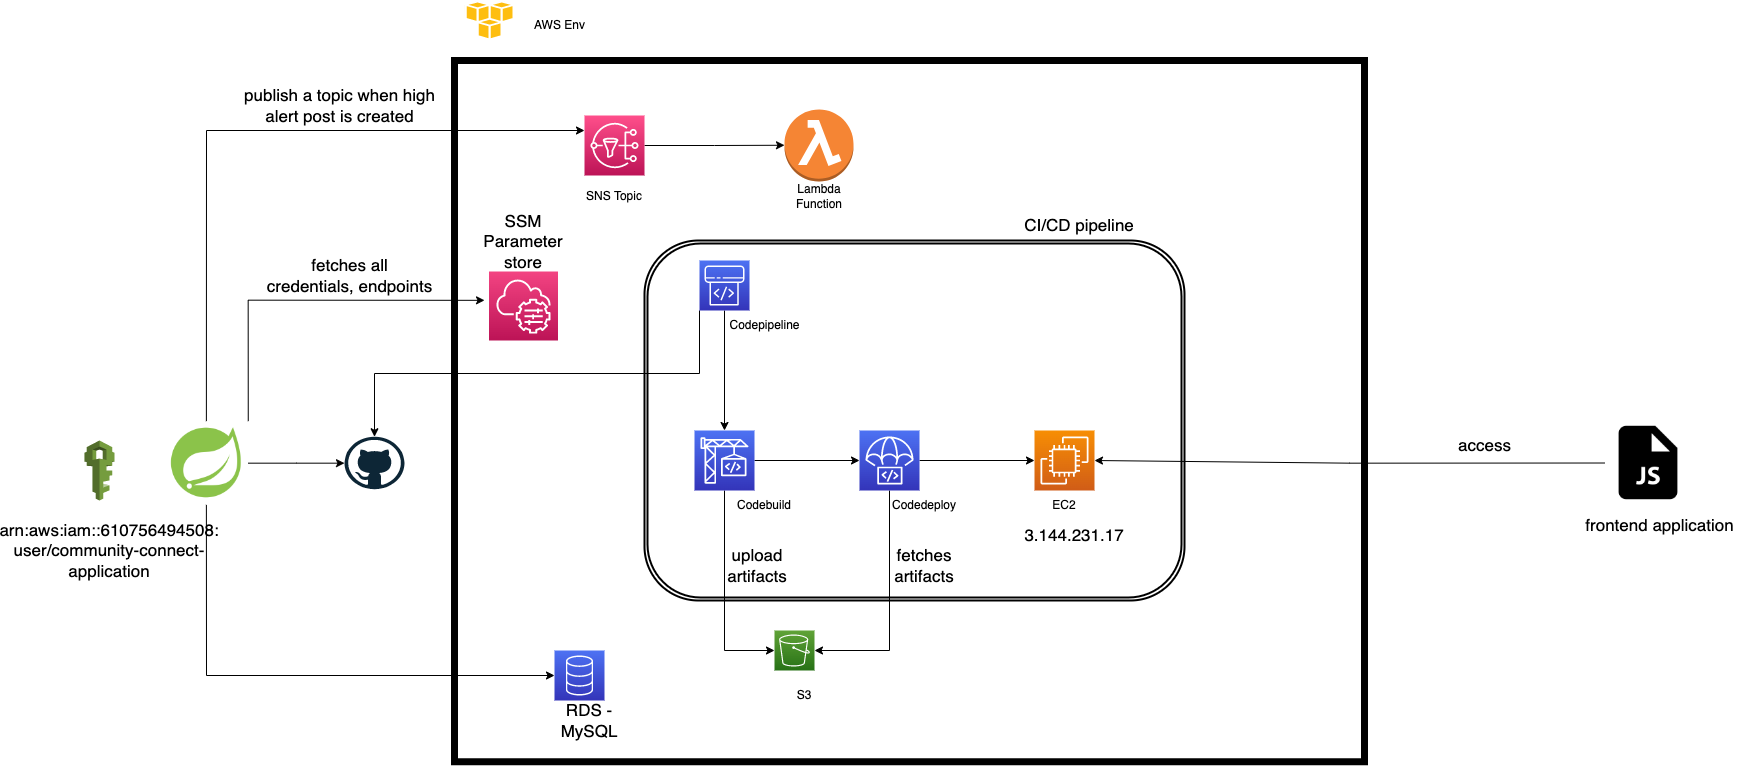 AWS Env
publish a topic when high
alert post is created
SNS Topic
Lambda
Function
SSM
Parameter
store
CI/CD pipeline
fetches all
credentials, endpoints
Codepipeline
access
JS
Codebuild
Codedeploy
EC2
frontend application
arn:aws:iam::610756494508:
user/community-connect-
application
3.144.231.17
upload
artifacts
fetches
artifacts
S3
RDS -
MySQL